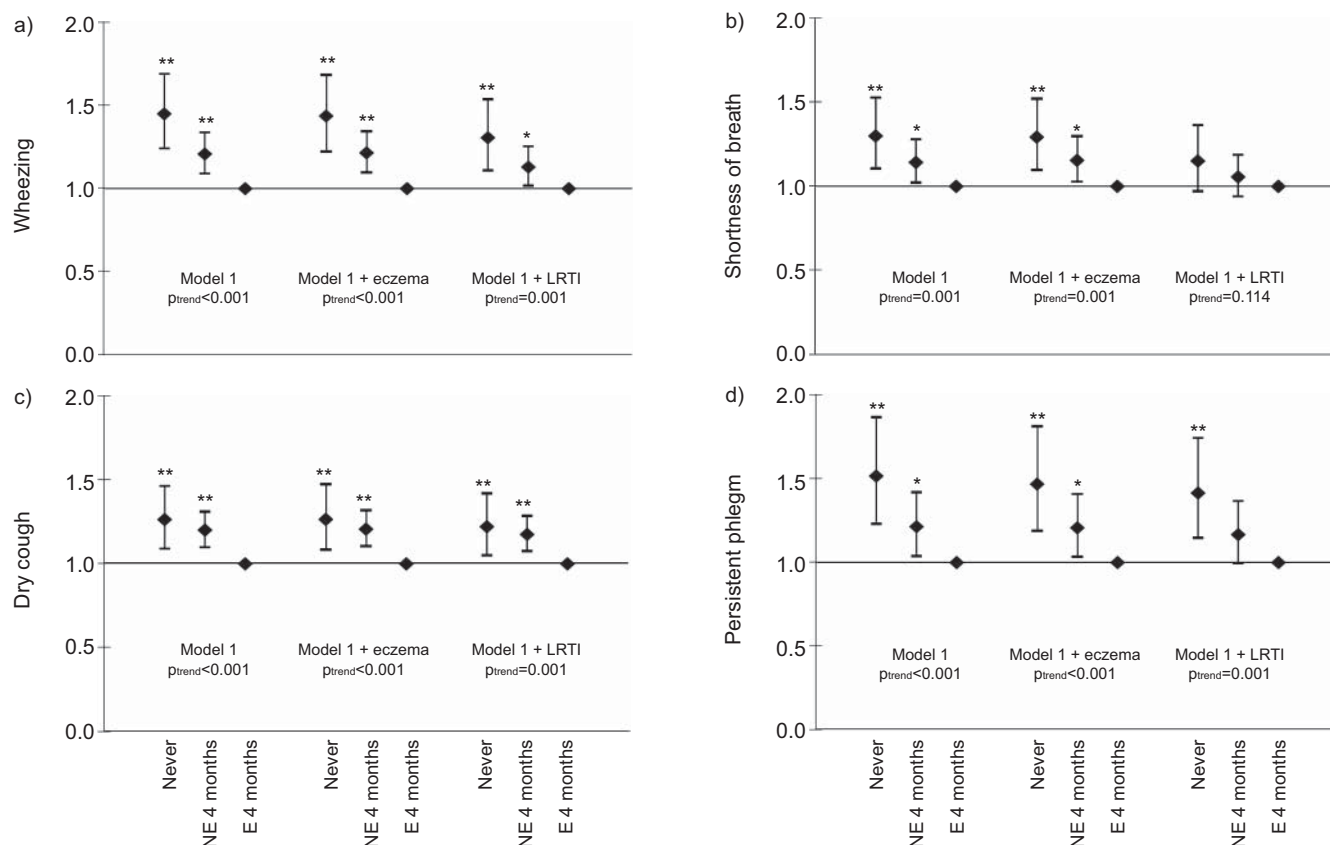 a)
2.0
1.5
1.0
0.5
0.0
Wheezing
** ** ** ** ** *
Model 1
ptrend<0.001
Model 1 + eczema
ptrend<0.001
Model 1 + LRTI
ptrend=0.001
b)
2.0
1.5
1.0
0.5
0.0
Shortness of breath
** * ** *
Model 1
ptrend=0.001
Model 1 + eczema
ptrend=0.001
Model 1 + LRTI
ptrend=0.114
c)
2.0
1.5
1.0
0.5
0.0
Dry cough
** ** ** ** ** **
Model 1
ptrend<0.001
Model 1 + eczema
ptrend<0.001
Model 1 + LRTI
ptrend=0.001
Never
NE 4 months
E 4 months
Never
NE 4 months
E 4 months
Never
NE 4 months
E 4 months
d)
2.0
1.5
1.0
0.5
0.0
Persistent phlegm
** * ** * **
Model 1
ptrend<0.001
Model 1 + eczema
ptrend<0.001
Model 1 + LRTI
ptrend=0.001
Never
NE 4 months
E 4 months
Never
NE 4 months
E 4 months
Never
NE 4 months
E 4 months